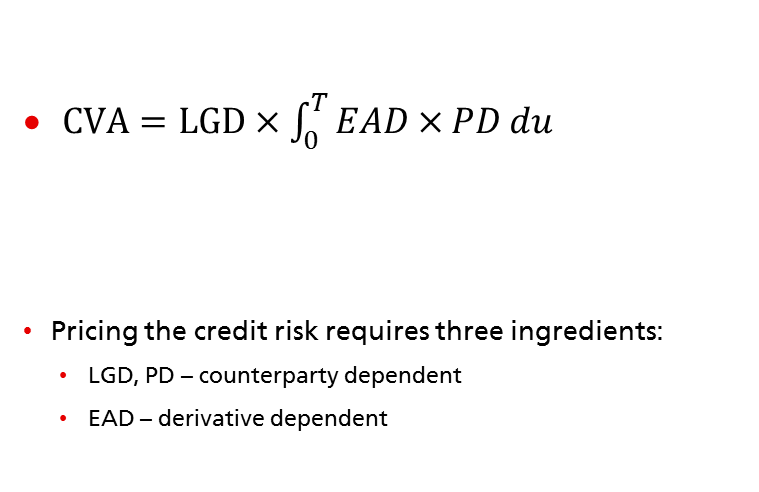 • CVA = LGD × ∫₀ᵀ EAD × PD du
• Pricing the credit risk requires three ingredients:
• LGD, PD – counterparty dependent
• EAD – derivative dependent